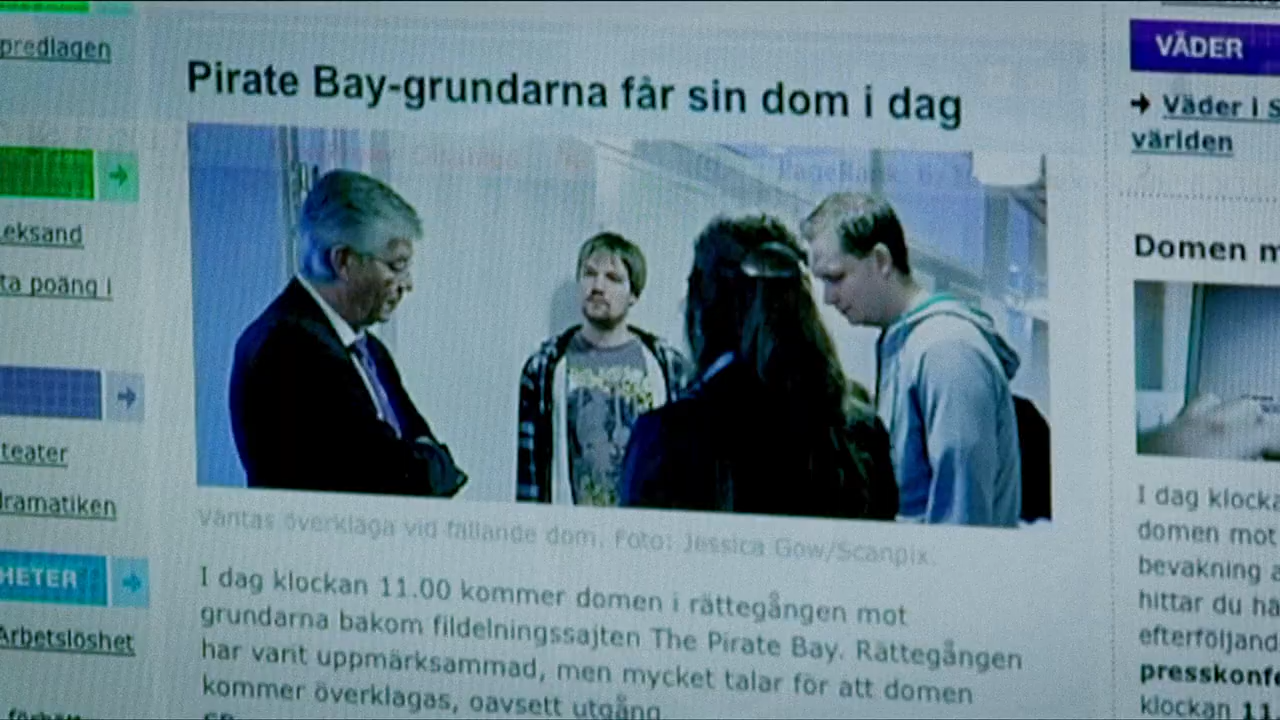 predlagen
eksand
ta poäng i
teater
dramatiken
HETER
Arbetslöshet
Pirate Bay-grundarna får sin dom i dag
Väntas överklaga vid fällande dom. Foto: Jessica Gow/Scanpix.
I dag klockan 11.00 kommer domen i rättegången mot
grundarna bakom fildelningssajten The Pirate Bay. Rättegången
har varit uppmärksammad, men mycket talar för att domen
kommer överklagas, oavsett utgång.
VÄDER
Väder i S
världen
Domen m
I dag klocka
domen mot
bevakning a
hittar du hä
efterföljand
presskonfe
klockan 11.